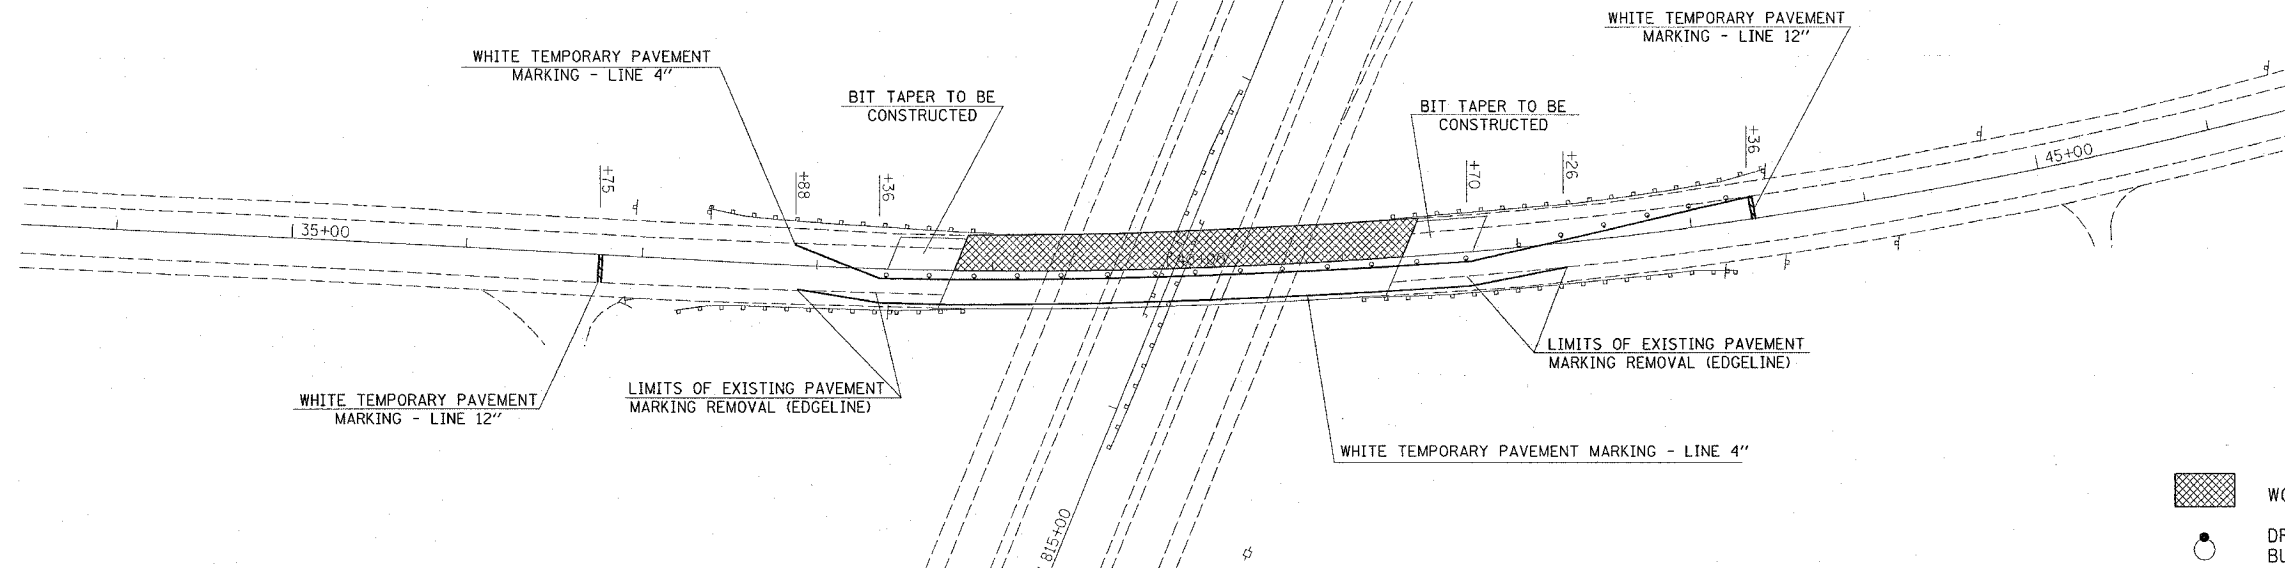 WHITE TEMPORARY PAVEMENT
MARKING - LINE 12"
WHITE TEMPORARY PAVEMENT
MARKING - LINE 4"
BIT TAPER TO BE
CONSTRUCTED
BIT TAPER TO BE
CONSTRUCTED
+75
+88
+36
+70
+26
+36
45+00
35+00
LIMITS OF EXISTING PAVEMENT
MARKING REMOVAL (EDGELINE)
LIMITS OF EXISTING PAVEMENT
MARKING REMOVAL (EDGELINE)
WHITE TEMPORARY PAVEMENT
MARKING - LINE 12"
WHITE TEMPORARY PAVEMENT MARKING - LINE 4"
815+00